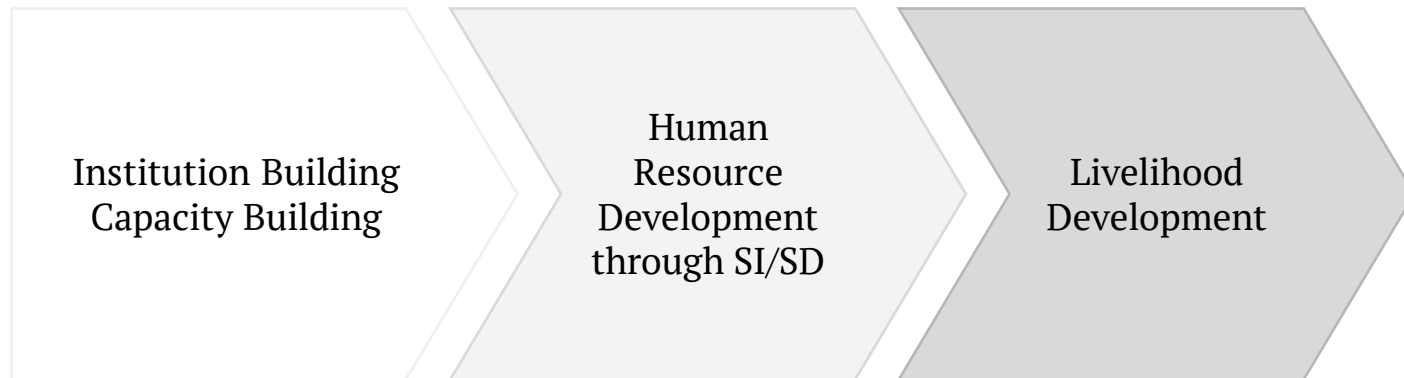 Institution Building
Capacity Building
Human
Resource
Development
through SI/SD
Livelihood
Development